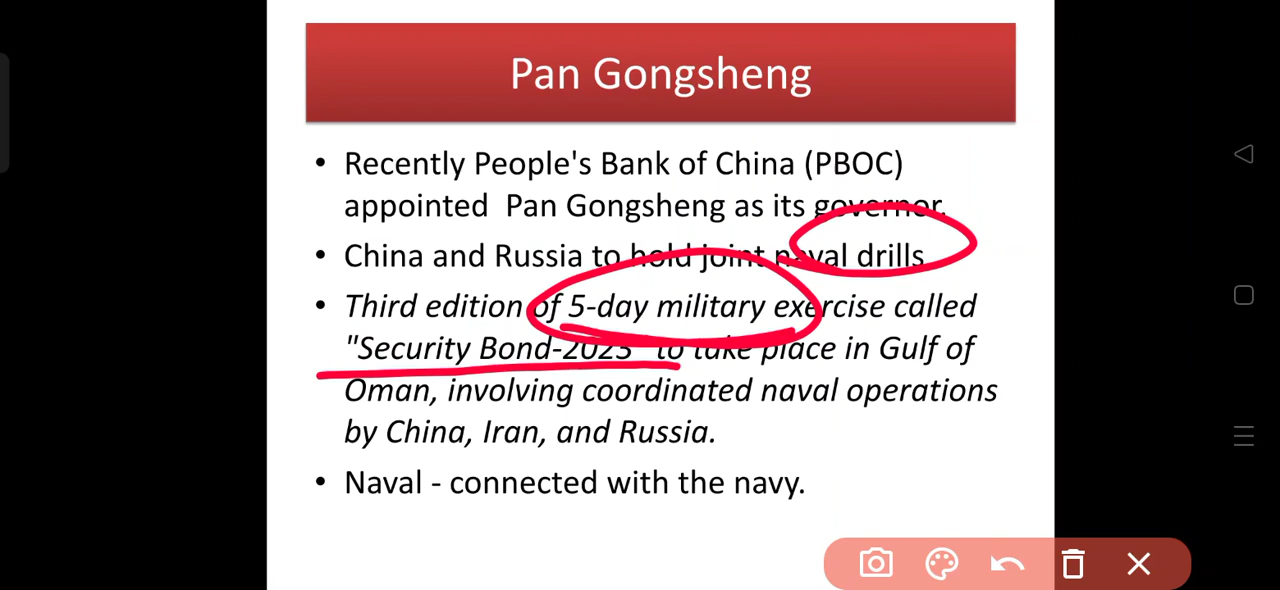 Pan Gongsheng
• Recently People's Bank of China (PBOC)
appointed Pan Gongsheng as its governer.
• China and Russia to hold joint naval drills
• Third edition of 5-day military exercise called
"Security Bond-2023" to take place in Gulf of
Oman, involving coordinated naval operations
by China, Iran, and Russia.
• Naval - connected with the navy.